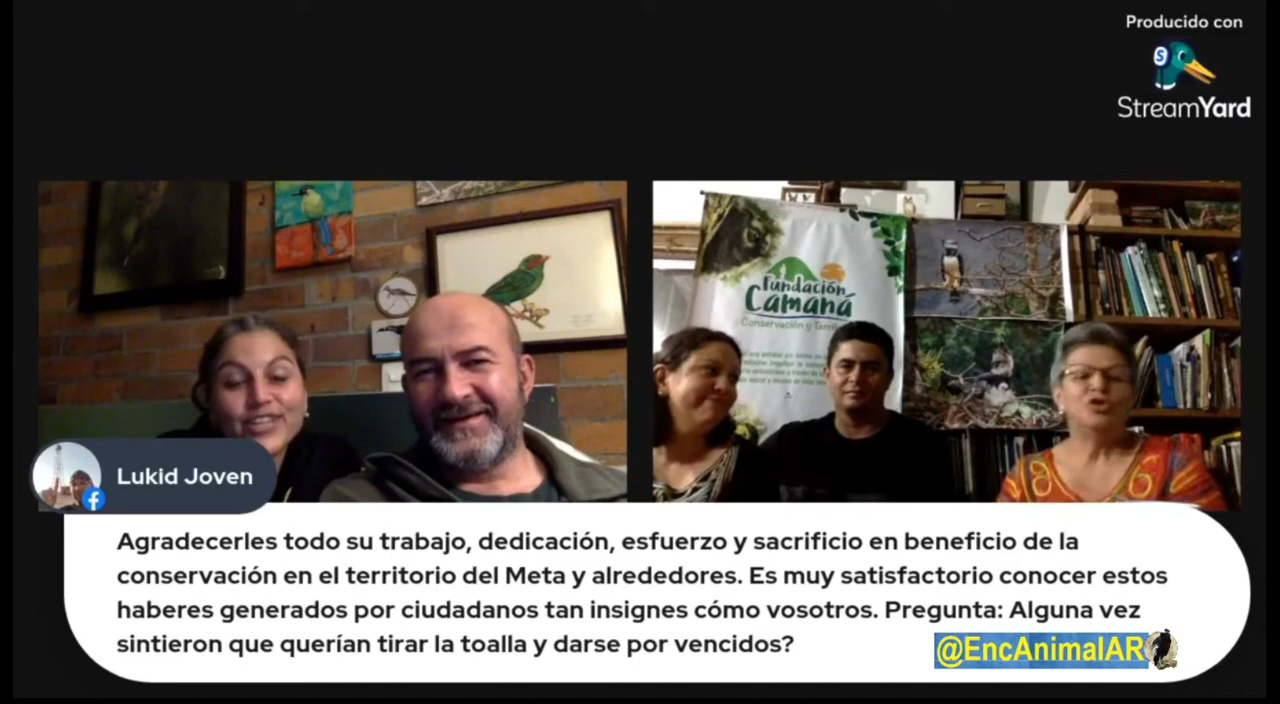 Producido con
StreamYard
Fundación
Camaná
Conservación y
Lukid Joven
Agradecerles todo su trabajo, dedicación, esfuerzo y sacrificio en beneficio de la
conservación en el territorio del Meta y alrededores. Es muy satisfactorio conocer estos
haberes generados por ciudadanos tan insignes cómo vosotros. Pregunta: Alguna vez
sintieron que querían tirar la toalla y darse por vencidos?
@EncAnimalAR